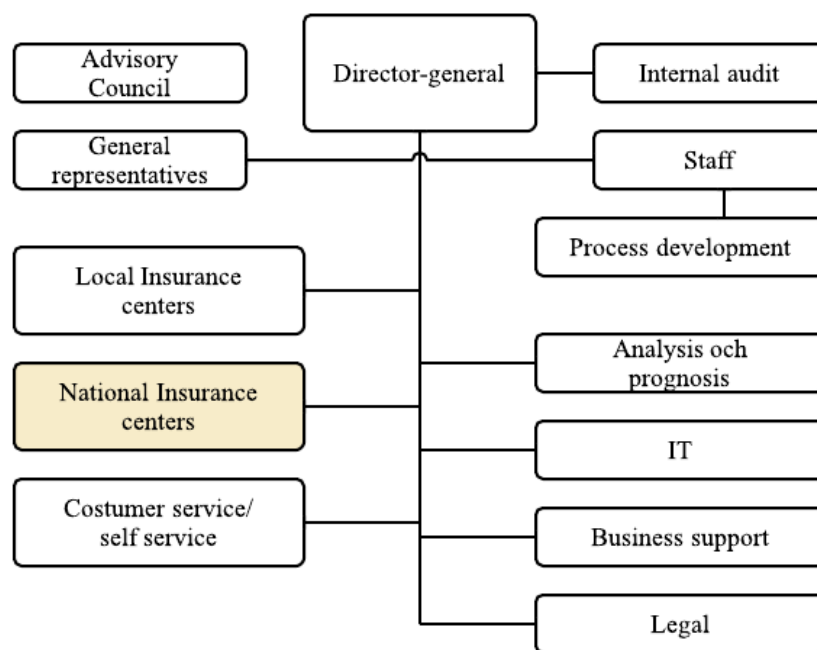 Advisory
Council
Director-general
Internal audit
General
representatives
Staff
Process development
Local Insurance
centers
Analysis och
prognosis
National Insurance
centers
IT
Costumer service/
self service
Business support
Legal